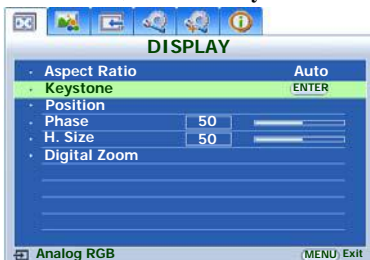 DISPLAY
Aspect Ratio Auto
Keystone ENTER
Position
Phase 50
H. Size 50
Digital Zoom
Analog RGB MENU Exit